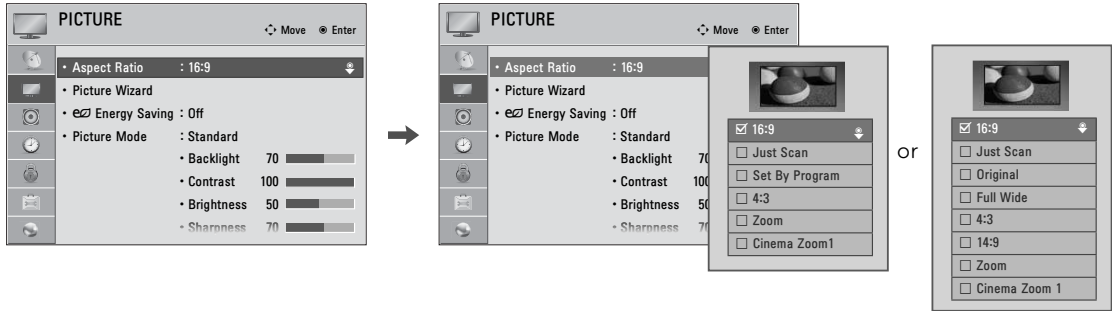 PICTURE
Move Enter
• Aspect Ratio : 16:9
• Picture Wizard
• Energy Saving : Off
• Picture Mode : Standard
• Backlight 70
• Contrast 100
• Brightness 50
• Sharpness 70
PICTURE
Move Enter
• Aspect Ratio : 16:9
• Picture Wizard
• Energy Saving : Off
• Picture Mode : Standard
• Backlight 70
• Contrast 100
• Brightness 50
• Sharpness
16:9
Just Scan
Set By Program
4:3
Zoom
Cinema Zoom1
or
16:9
Just Scan
Original
Full Wide
4:3
14:9
Zoom
Cinema Zoom 1